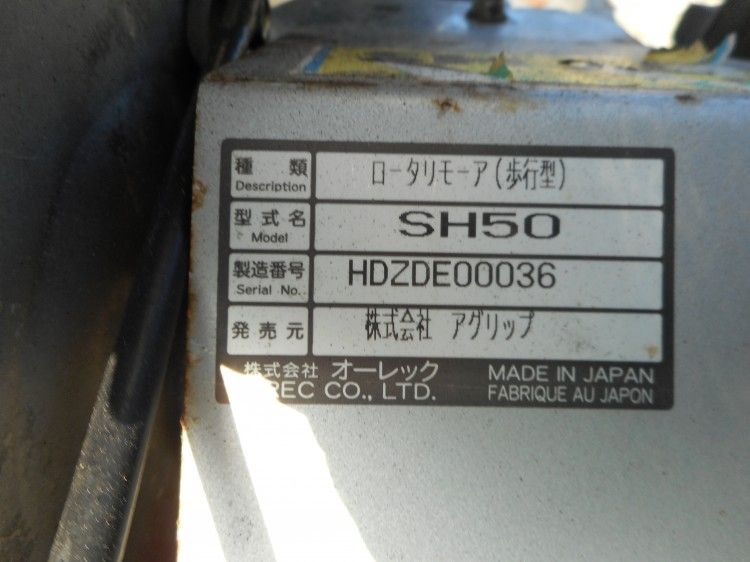 種類 Description ロータリモーア(歩行型)
型式名 Model SH50
製造番号 Serial No. HDZDE00036
発売元 株式会社 アグリップ
株式会社 オーレック MADE IN JAPAN
CO., LTD. FABRIQUE AU JAPON